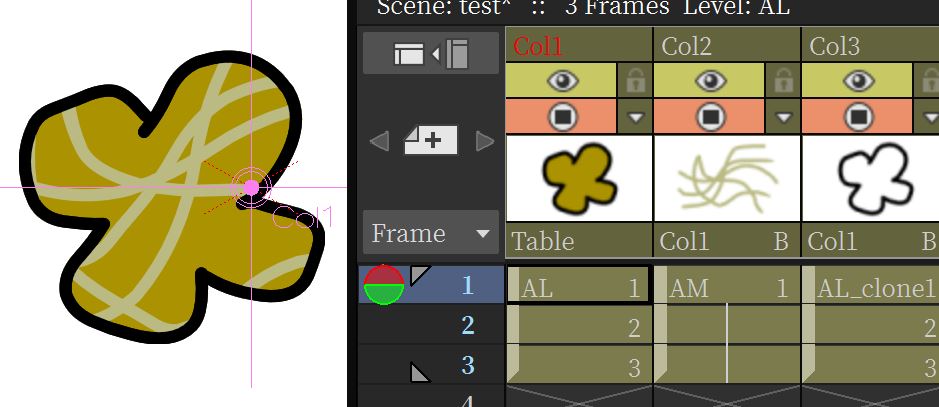 Scene: test* :: 3 Frames Level: AL
Col1 Col2 Col3
Frame
Table Col1 B Col1 B
1 AL 1 AM 1 AL_clone1
2 2 2
3 3 3
4
Col1